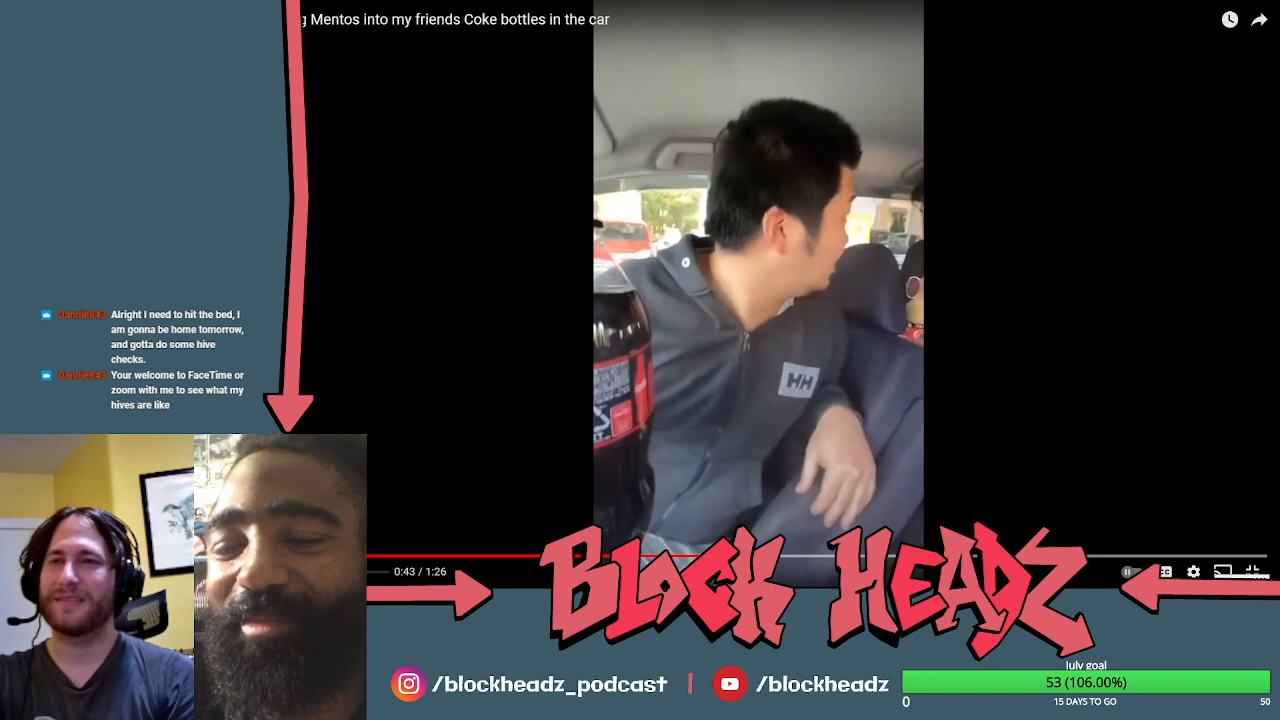 Mentos into my friends Coke bottles in the car
Dannie843 Alright I need to hit the bed, I
am gonna be home tomorrow,
and gotta do some hive
checks.
Dannie843 Your welcome to FaceTime or
zoom with me to see what my
hives are like
HH
0:43 / 1:26
BLOCK HEADZ
/blockheadz_podcast | /blockheadz
July goal
53 (106.00%)
0 15 DAYS TO GO 50